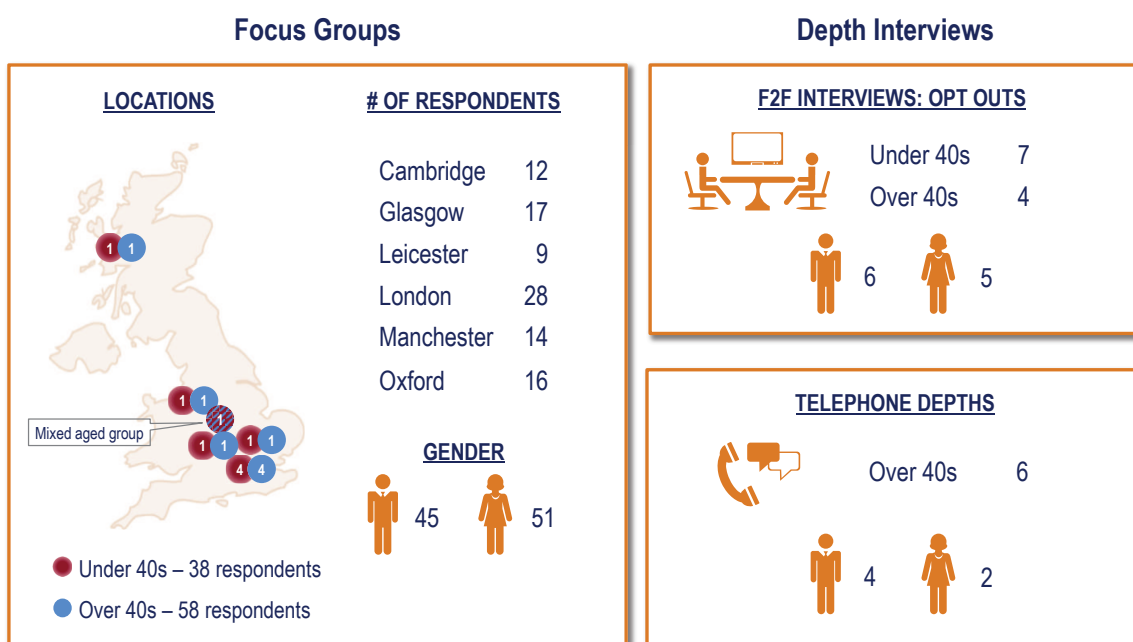 Focus Groups
Depth Interviews
LOCATIONS
# OF RESPONDENTS
Cambridge 12
Glasgow 17
Leicester 9
London 28
Manchester 14
Oxford 16
1 1
1 1
1
Mixed aged group
1 1
1 1
4 4
GENDER
45 51
Under 40s – 38 respondents
Over 40s – 58 respondents
F2F INTERVIEWS: OPT OUTS
Under 40s 7
Over 40s 4
6 5
TELEPHONE DEPTHS
Over 40s 6
4 2